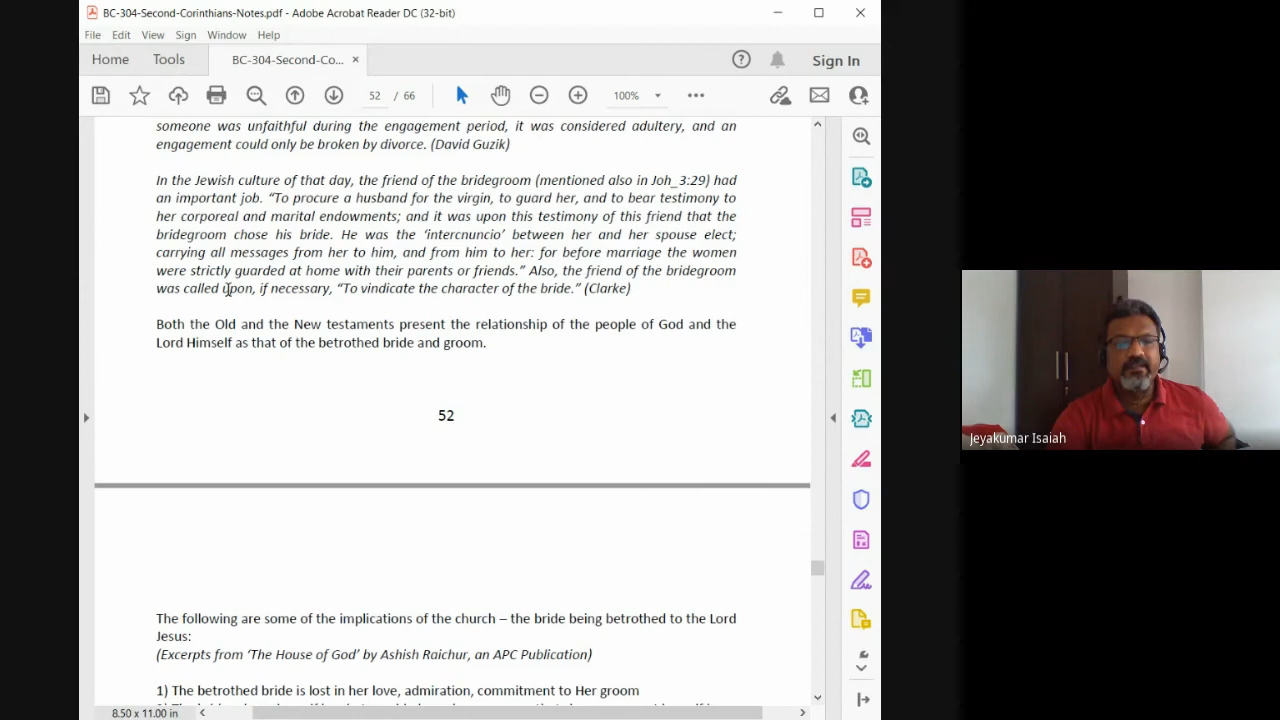 BC-304-Second-Corinthians-Notes.pdf - Adobe Acrobat Reader DC (32-bit)
File Edit View Sign Window Help
Home Tools BC-304-Second-Co... × Sign In
52 / 66 100%
someone was unfaithful during the engagement period, it was considered adultery, and an
engagement could only be broken by divorce. (David Guzik)
In the Jewish culture of that day, the friend of the bridegroom (mentioned also in Joh_3:29) had
an important job. “To procure a husband for the virgin, to guard her, and to bear testimony to
her corporeal and marital endowments; and it was upon this testimony of this friend that the
bridegroom chose his bride. He was the ‘intercnuncio’ between her and her spouse elect;
carrying all messages from her to him, and from him to her: for before marriage the women
were strictly guarded at home with their parents or friends.” Also, the friend of the bridegroom
was called upon, if necessary, “To vindicate the character of the bride.” (Clarke)
Both the Old and the New testaments present the relationship of the people of God and the
Lord Himself as that of the betrothed bride and groom.
52
The following are some of the implications of the church – the bride being betrothed to the Lord
Jesus:
(Excerpts from ‘The House of God’ by Ashish Raichur, an APC Publication)
1) The betrothed bride is lost in her love, admiration, commitment to Her groom
8.50 x 11.00 in
Jeyakumar Isaiah